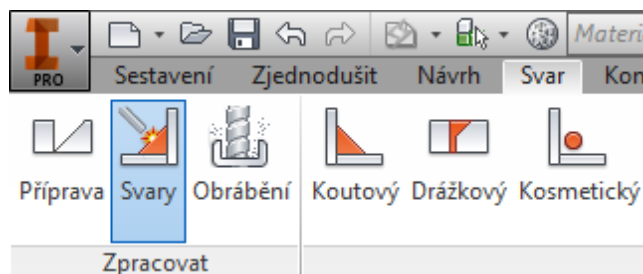 PRO Materi
Sestavení Zjednodušit Návrh Svar Kon
Příprava Svary Obrábění Koutový Drážkový Kosmetický
Zpracovat